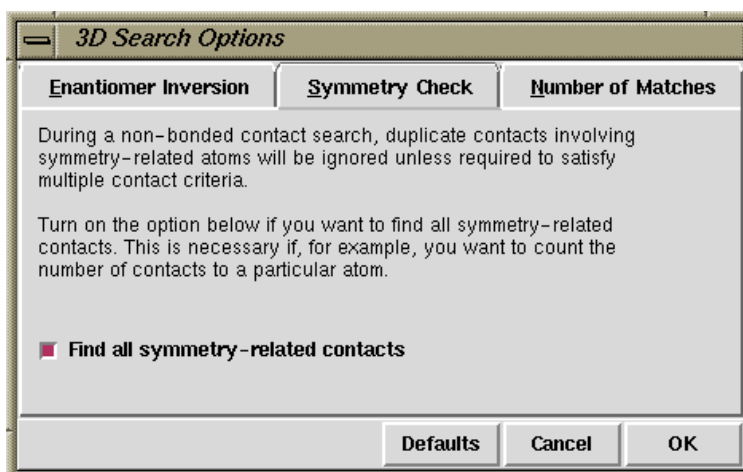 3D Search Options
Enantiomer Inversion Symmetry Check Number of Matches
During a non-bonded contact search, duplicate contacts involving
symmetry-related atoms will be ignored unless required to satisfy
multiple contact criteria.
Turn on the option below if you want to find all symmetry-related
contacts. This is necessary if, for example, you want to count the
number of contacts to a particular atom.
Find all symmetry-related contacts
Defaults Cancel OK